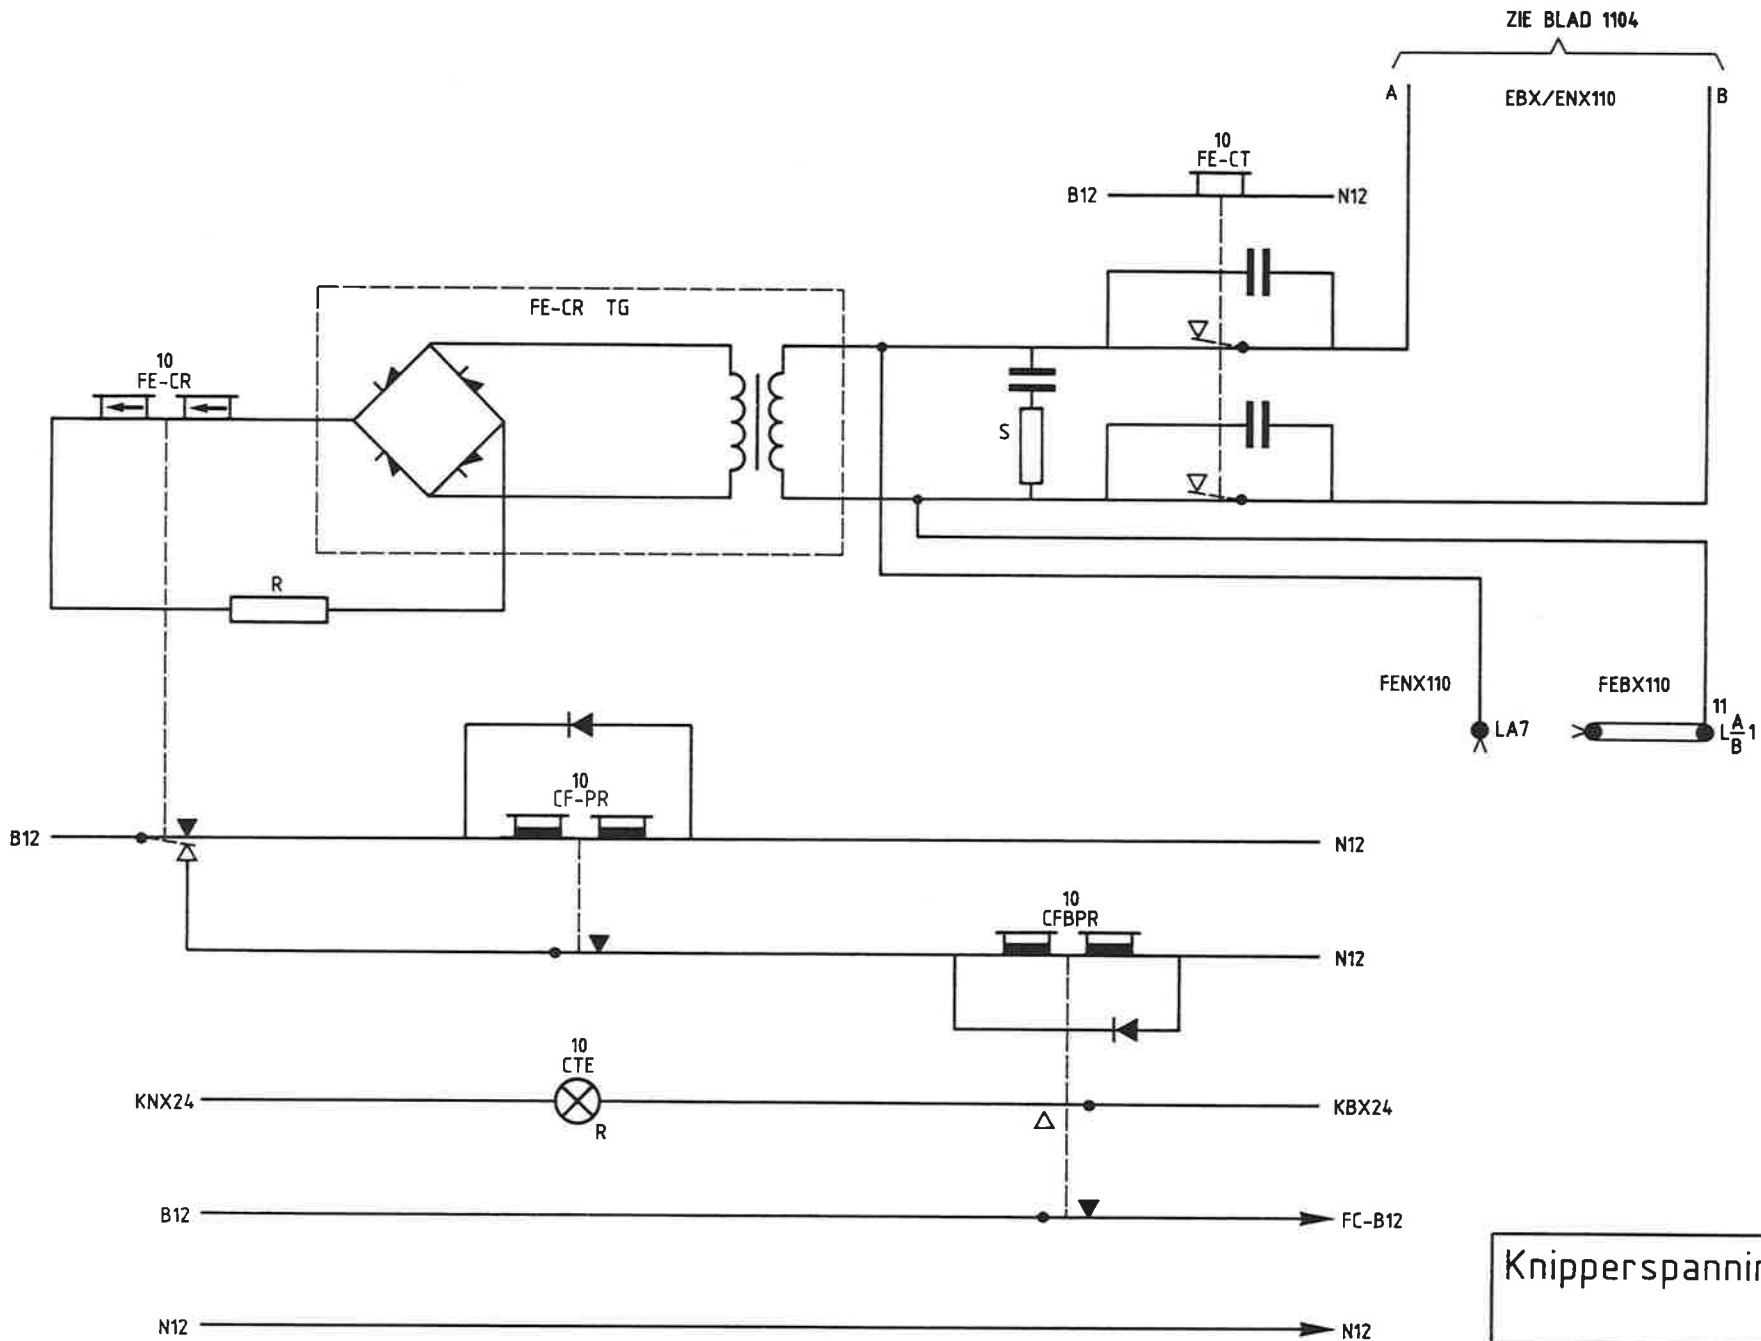 ZIE BLAD 1104
A EBX/ENX110 B
10
FE-CT
B12 N12
FE-CR TG
10
FE-CR
S
R
FENX110 FEBX110
11
LA7 L A/B 1
10
CF-PR
B12 N12
10
CFBPR
N12
10
CTE
KNX24 KBX24
R
B12 FC-B12
N12 N12